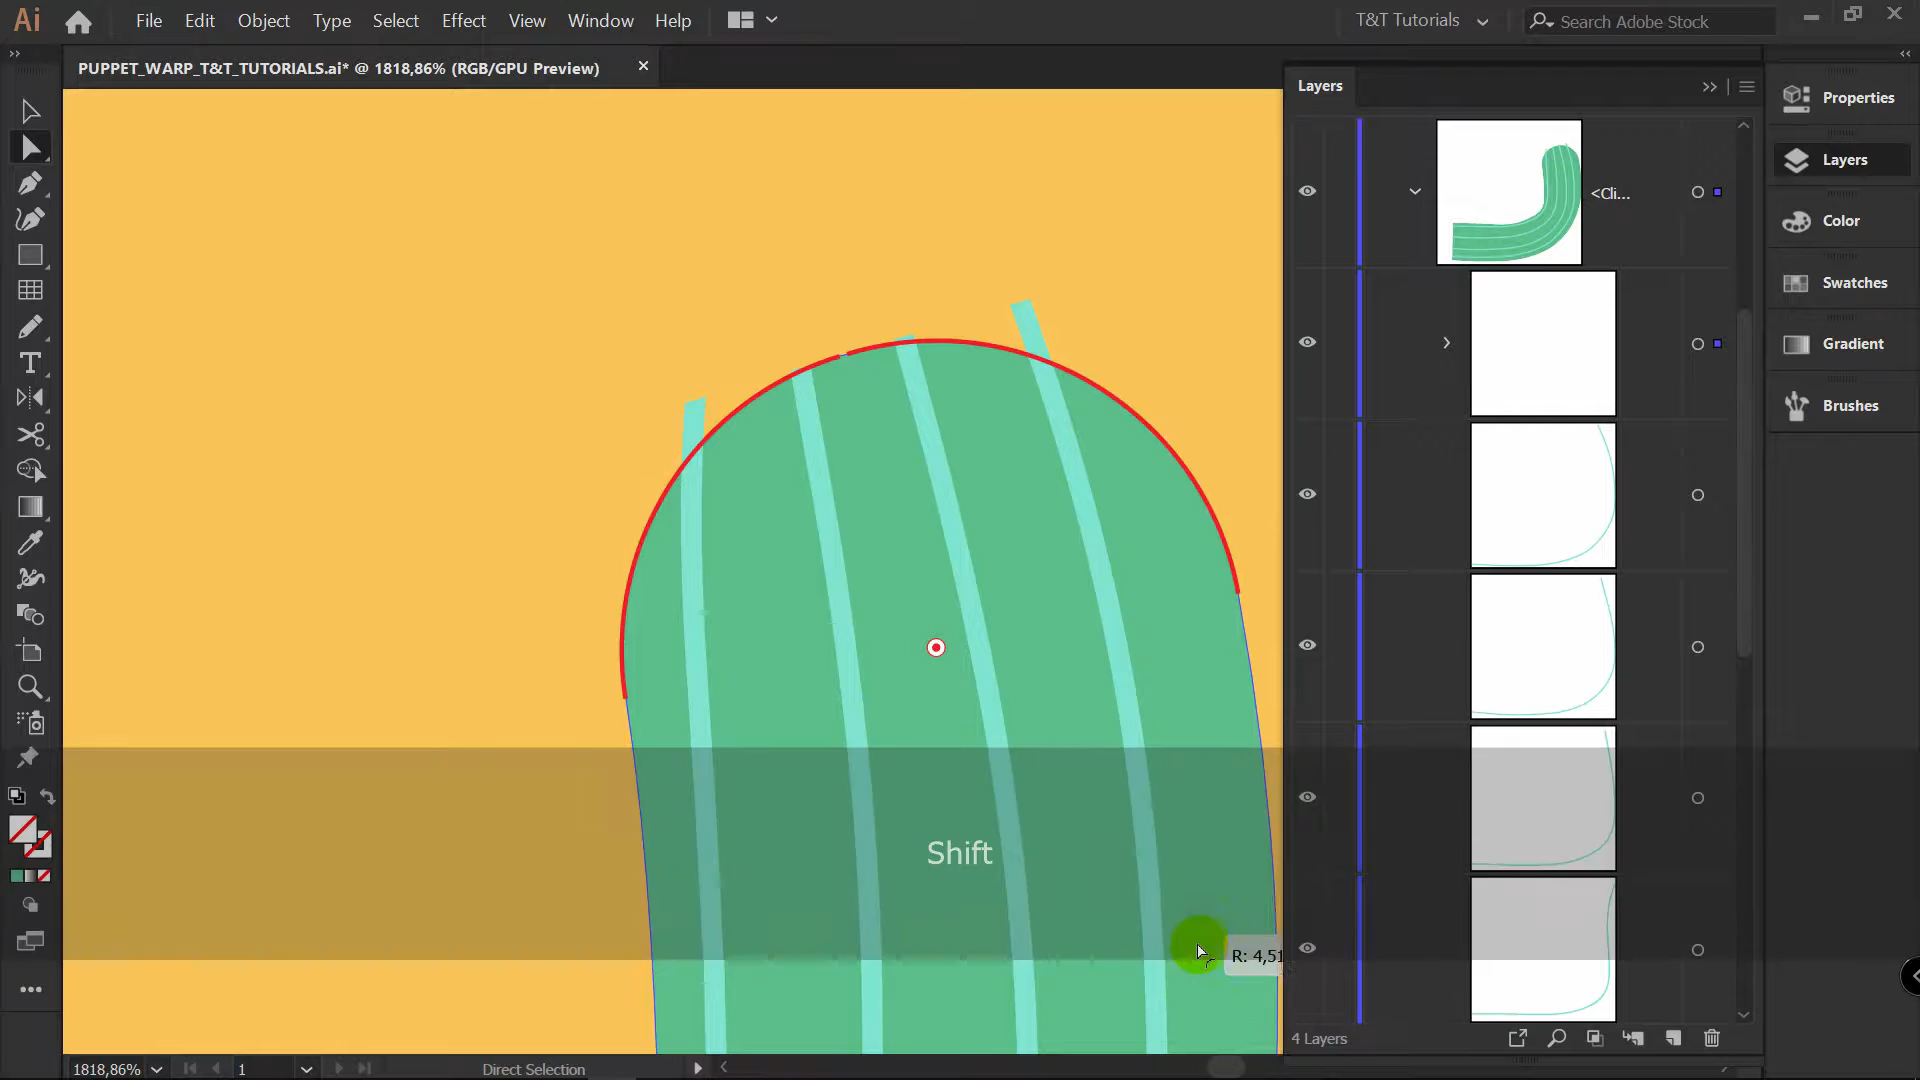 Ai File Edit Object Type Select Effect View Window Help T&T Tutorials Search Adobe Stock
PUPPET_WARP_T&T_TUTORIALS.ai* @ 1818,86% (RGB/GPU Preview)
Layers
Properties
Layers
<Cli...
Color
Swatches
Gradient
Brushes
Shift
R: 4,51
4 Layers
1818,86% 1 Direct Selection